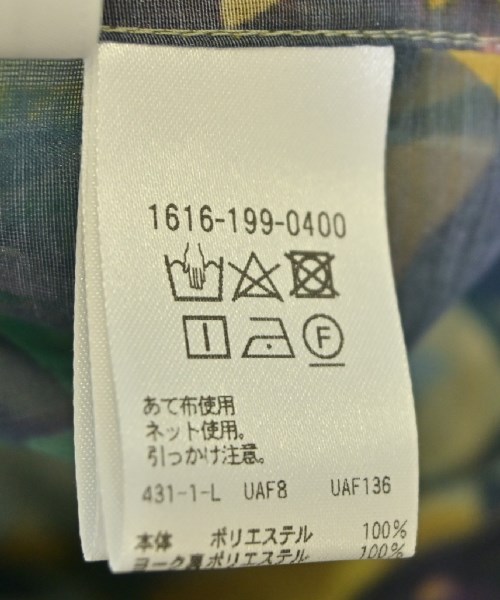 1616-199-0400
F
あて布使用
ネット使用。
引っかけ注意。
431-1-L UAF8 UAF136
本体 ポリエステル 100%
ヨーク裏 ポリエステル 100%